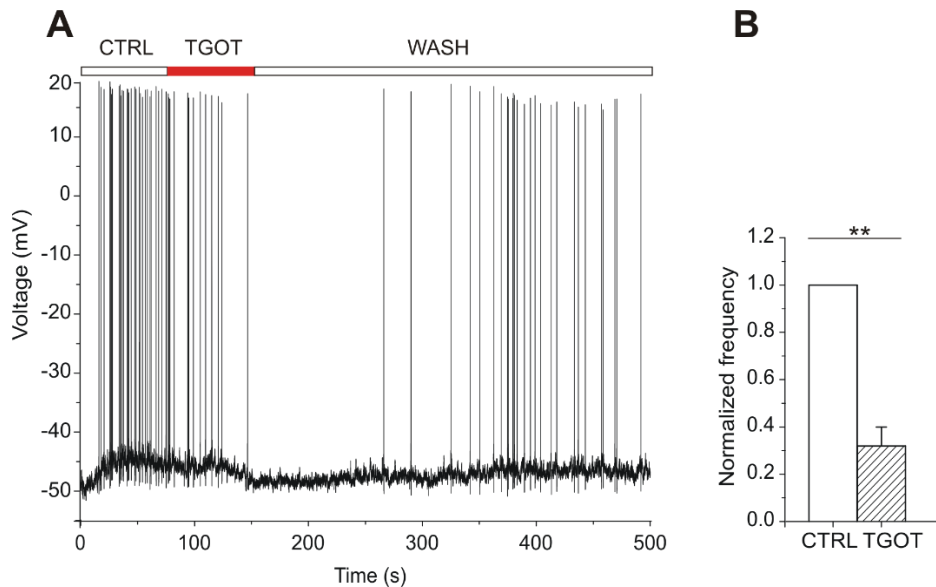 A
CTRL TGOT WASH
20
10
0
-10
-20
-30
-40
-50
Voltage (mV)
0 100 200 300 400 500
Time (s)
B
**
1.2
1.0
0.8
0.6
0.4
0.2
0.0
Normalized frequency
CTRL TGOT